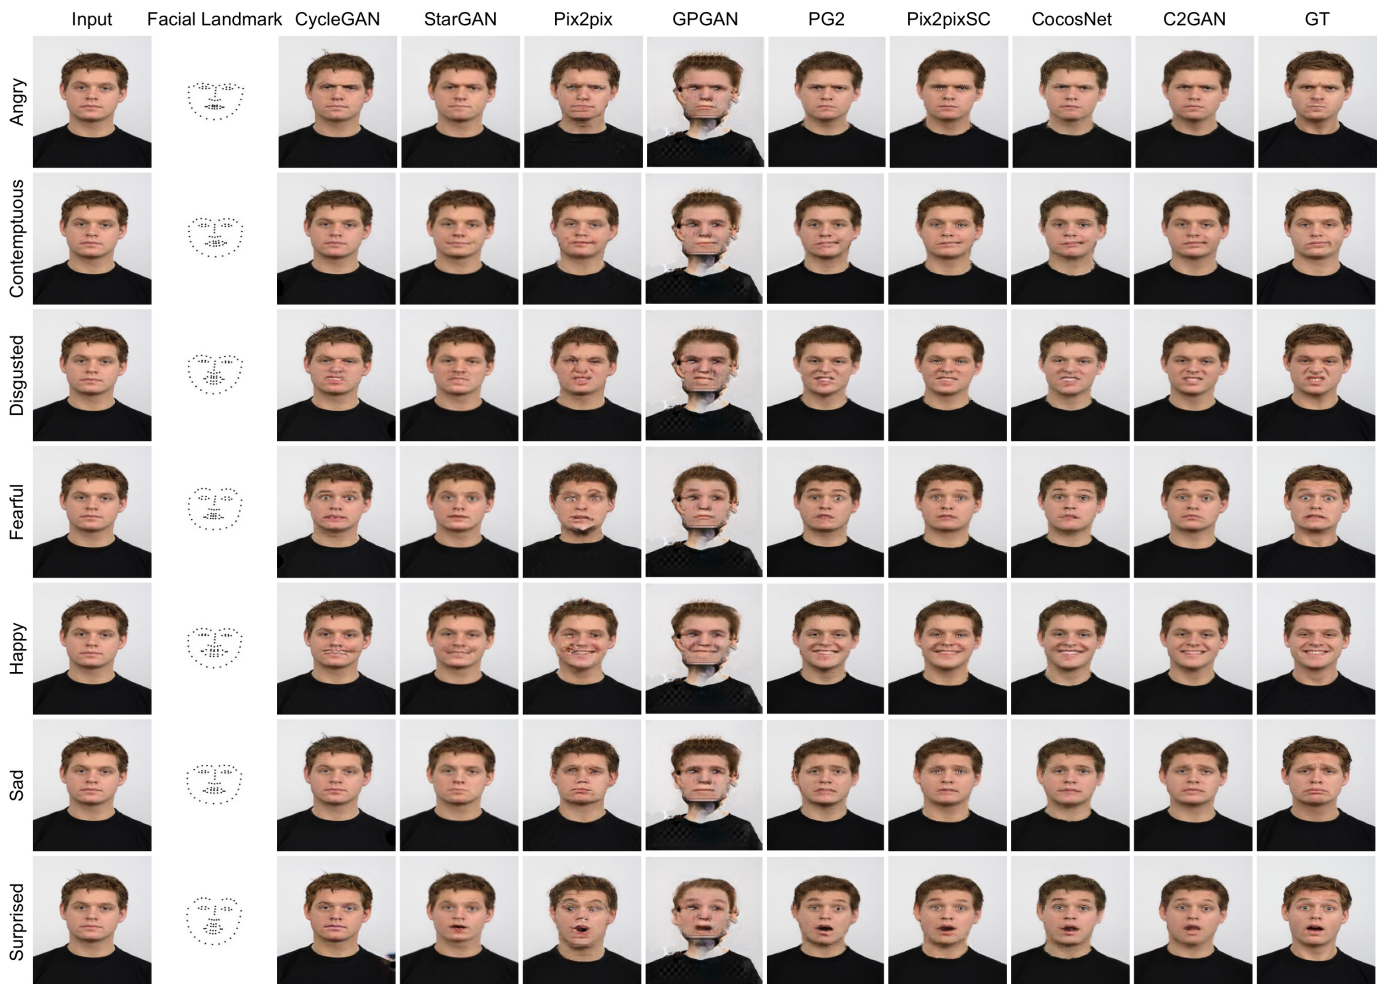 Input Facial Landmark CycleGAN StarGAN Pix2pix GPGAN PG2 Pix2pixSC CocosNet C2GAN GT
Angry
Contemptuous
Disgusted
Fearful
Happy
Sad
Surprised